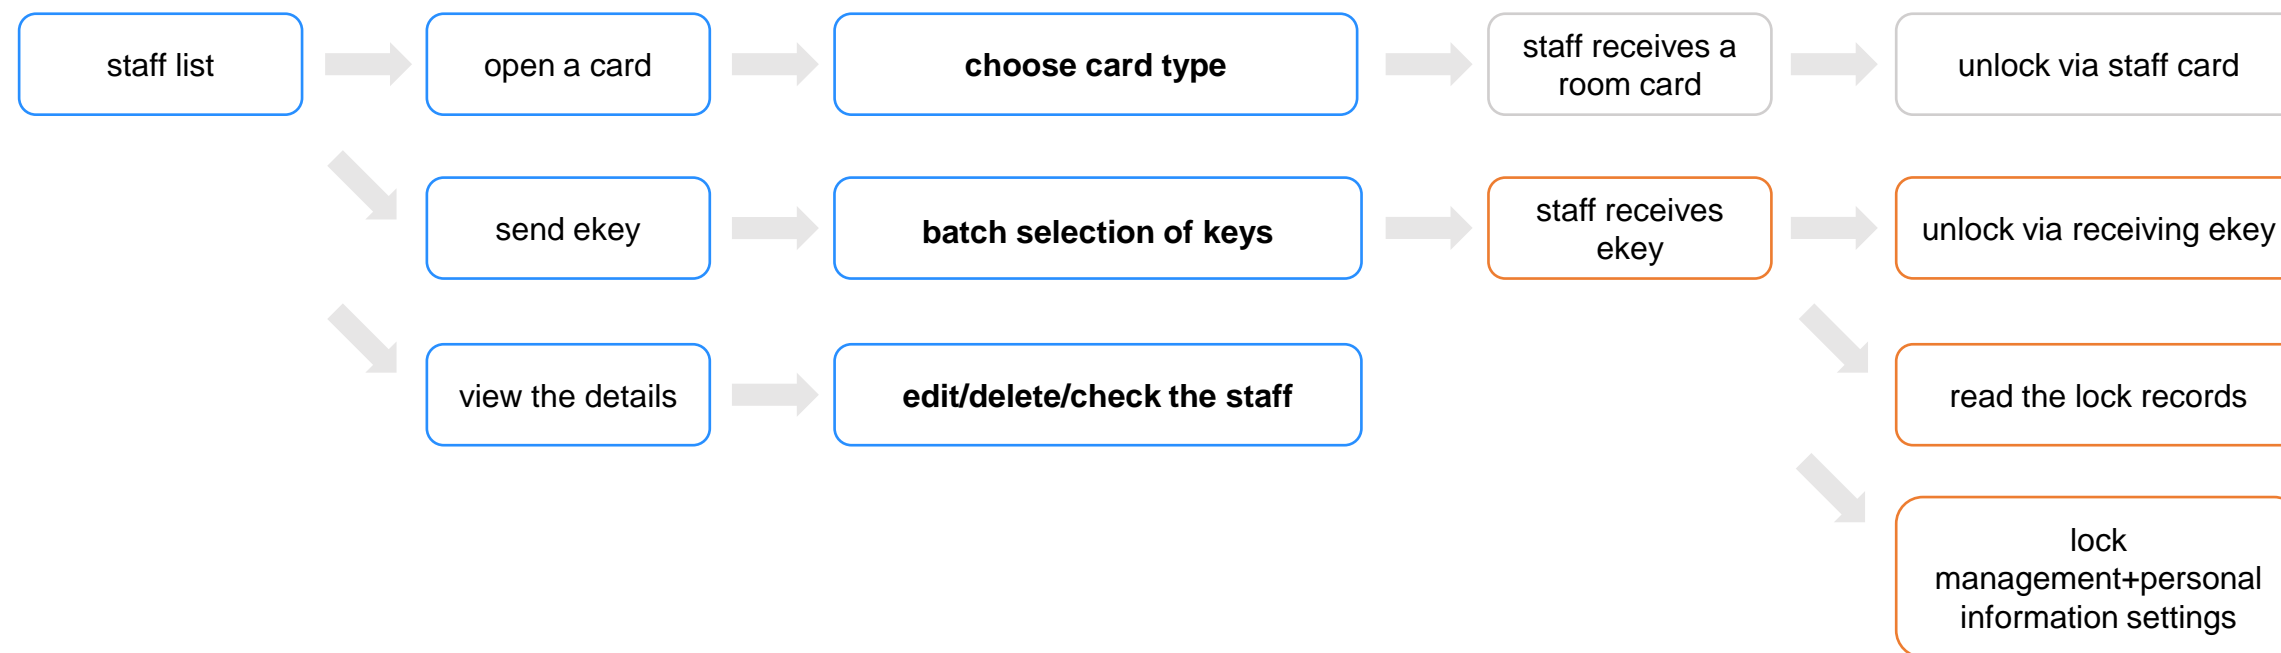 staff list
open a card
choose card type
staff receives a
room card
unlock via staff card
send ekey
batch selection of keys
staff receives
ekey
unlock via receiving ekey
view the details
edit/delete/check the staff
read the lock records
lock
management+personal
information settings